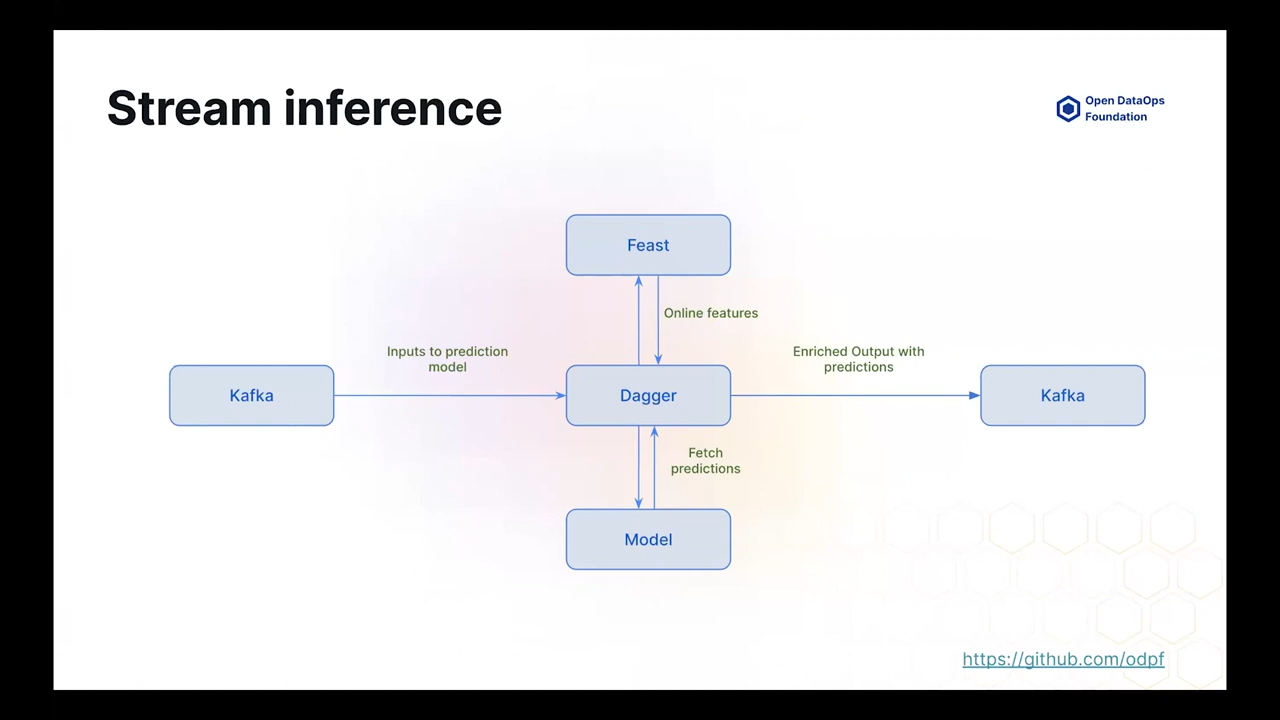 Stream inference
Open DataOps
Foundation
Feast
Online features
Inputs to prediction
model
Enriched Output with
predictions
Kafka
Dagger
Kafka
Fetch
predictions
Model
https://github.com/odpf